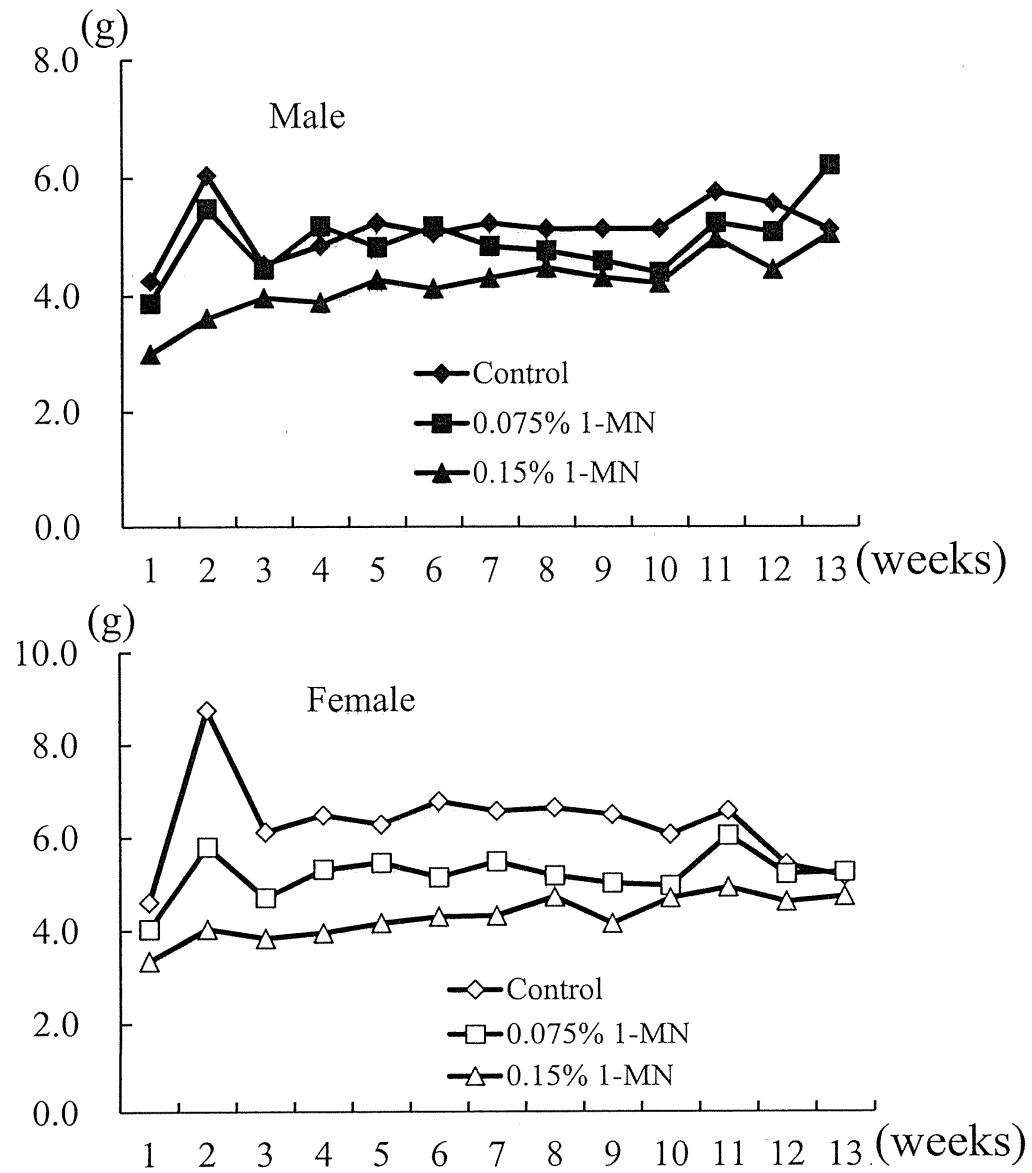 (g)
8.0
Male
6.0
4.0
Control
0.075% 1-MN
2.0
0.15% 1-MN
0.0
1 2 3 4 5 6 7 8 9 10 11 12 13 (weeks)
(g)
10.0
Female
8.0
6.0
4.0
Control
0.075% 1-MN
2.0
0.15% 1-MN
0.0
1 2 3 4 5 6 7 8 9 10 11 12 13 (weeks)